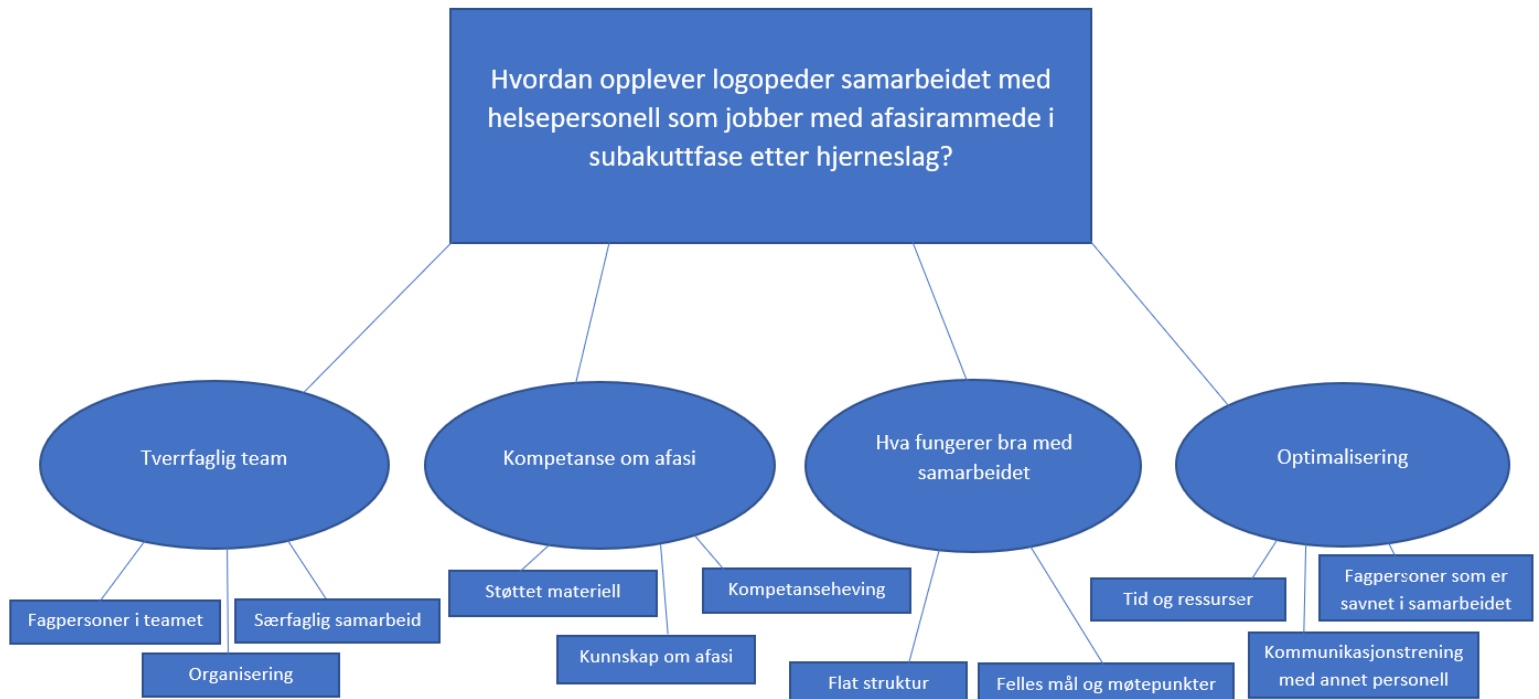 Hvordan opplever logopeder samarbeidet med
helsepersonell som jobber med afasirammede i
subakuttfase etter hjerneslag?
Tverrfaglig team
Kompetanse om afasi
Hva fungerer bra med
samarbeidet
Optimalisering
Fagpersoner i teamet
Organisering
Særfaglig samarbeid
Støttet materiell
Kunnskap om afasi
Kompetanseheving
Flat struktur
Felles mål og møtepunkter
Tid og ressurser
Kommunikasjonstrening
med annet personell
Fagpersoner som er
savnet i samarbeidet